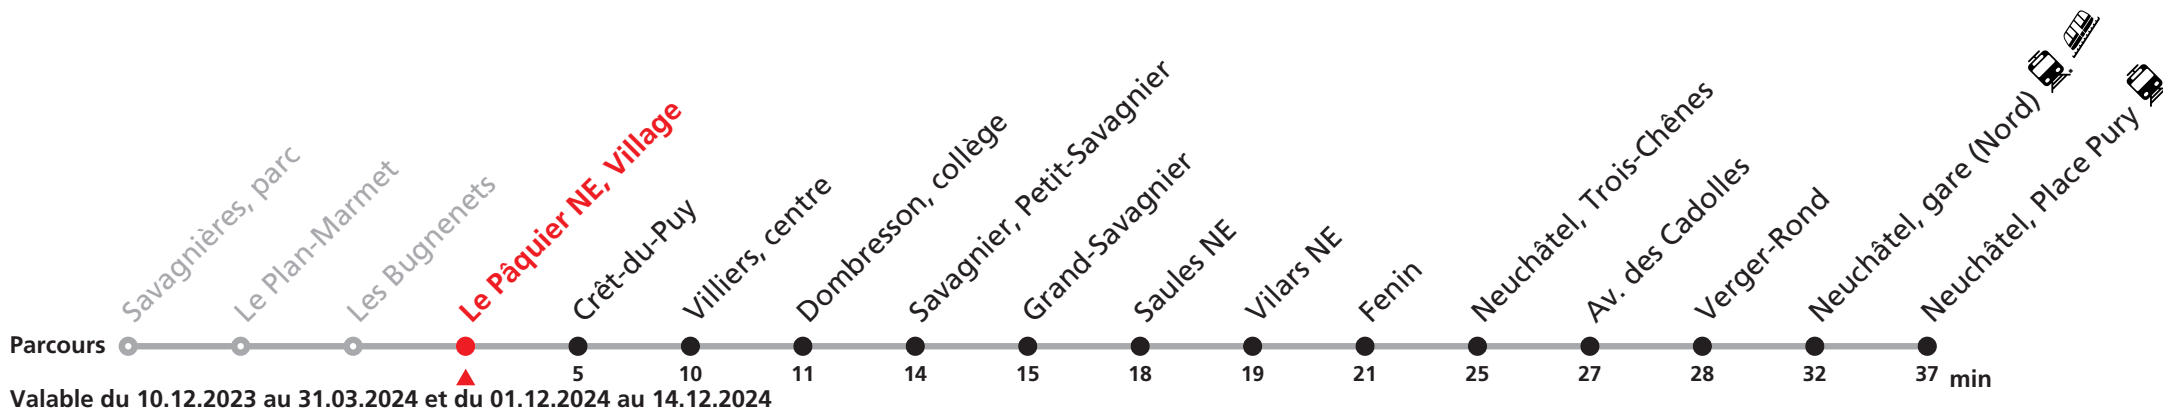 Savagnières, parc
Le Plan-Marmet
Les Bugnenets
Le Pâquier NE, Village
Crêt-du-Puy
Villiers, centre
Dombresson, collège
Savagnier, Petit-Savagnier
Grand-Savagnier
Saules NE
Vilars NE
Fenin
Neuchâtel, Trois-Chênes
Av. des Cadolles
Verger-Rond
Neuchâtel, gare (Nord)
Neuchâtel, Place Pury
Parcours
5 10 11 14 15 18 19 21 25 27 28 32 37 min
Valable du 10.12.2023 au 31.03.2024 et du 01.12.2024 au 14.12.2024